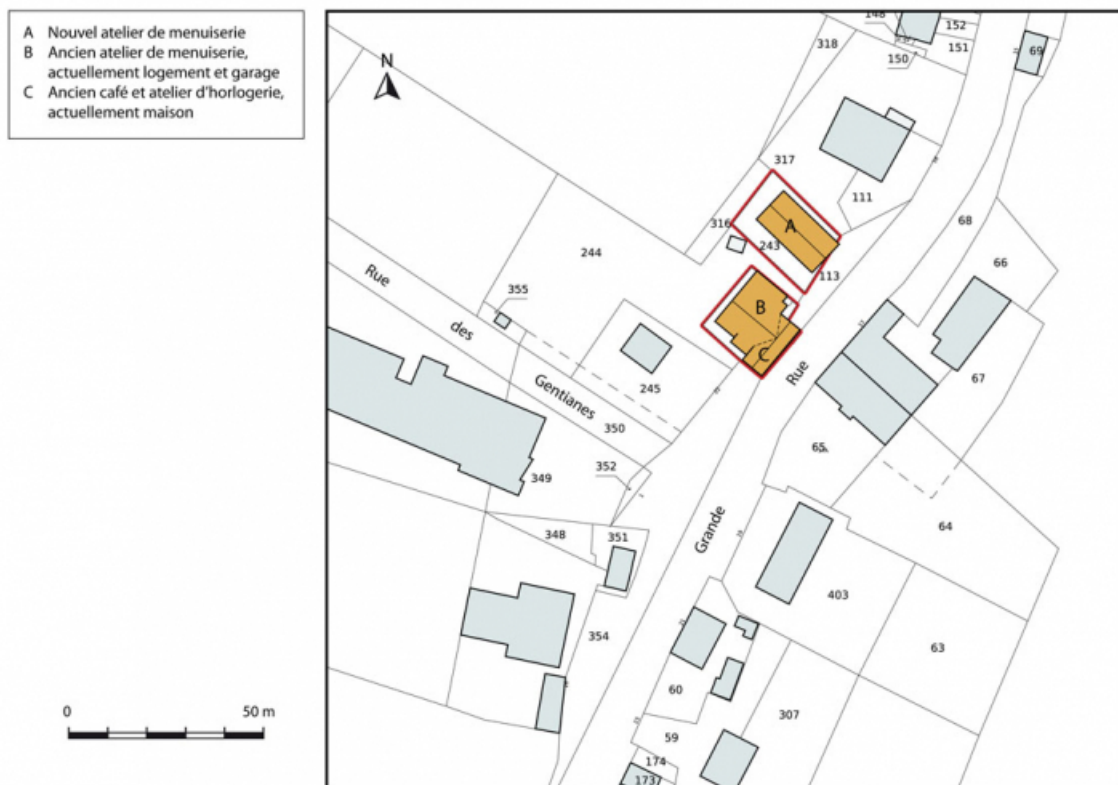 A Nouvel atelier de menuiserie
B Ancien atelier de menuiserie,
actuellement logement et garage
C Ancien café et atelier d'horlogerie,
actuellement maison
N
0 50 m
148
152
151
150
69
318
317
111
316
A
243
113
68
66
244
355
B
C
245
Rue
des
Gentianes
350
Rue
67
65
352
349
64
Grande
348
351
403
354
63
60
307
59
174
173